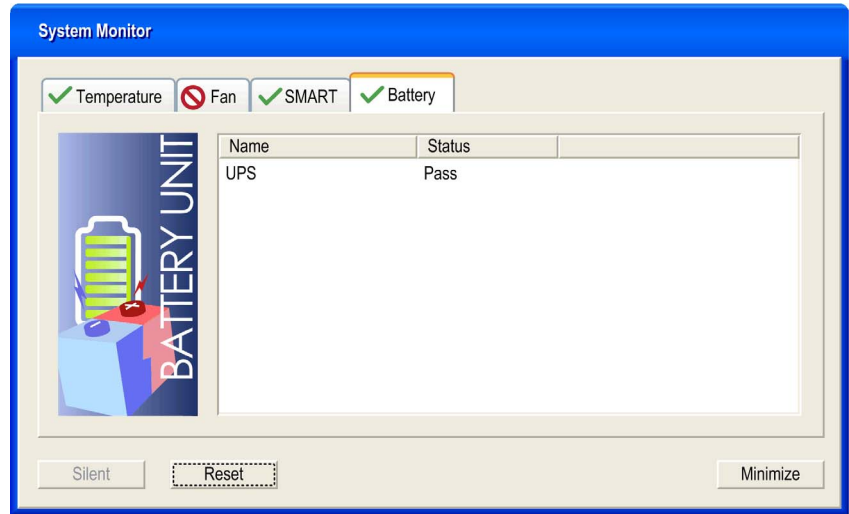 System Monitor
Temperature Fan SMART Battery
BATTERY UNIT
Name Status
UPS Pass
Silent Reset Minimize